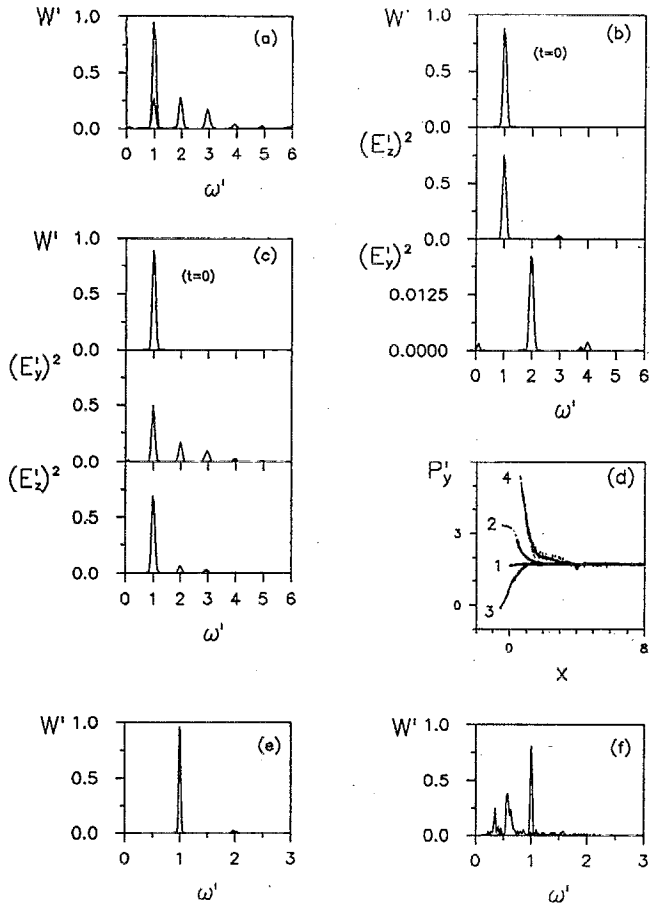 W' 1.0 (a)
0.5
0.0
0 1 2 3 4 5 6
ω'
W' 1.0 (b)
(t=0)
0.5
0.0
(E'z)²
0.5
0.0
(E'y)²
0.0125
0.0000
0 1 2 3 4 5 6
ω'
W' 1.0 (c)
(t=0)
0.5
0.0
(E'y)²
0.5
0.0
(E'z)²
0.5
0.0
0 1 2 3 4 5 6
ω'
P'y 4 (d)
3 2
1
0 3
0 8
X
W' 1.0 (e)
0.5
0.0
0 1 2 3
ω'
W' 1.0 (f)
0.5
0.0
0 1 2 3
ω'